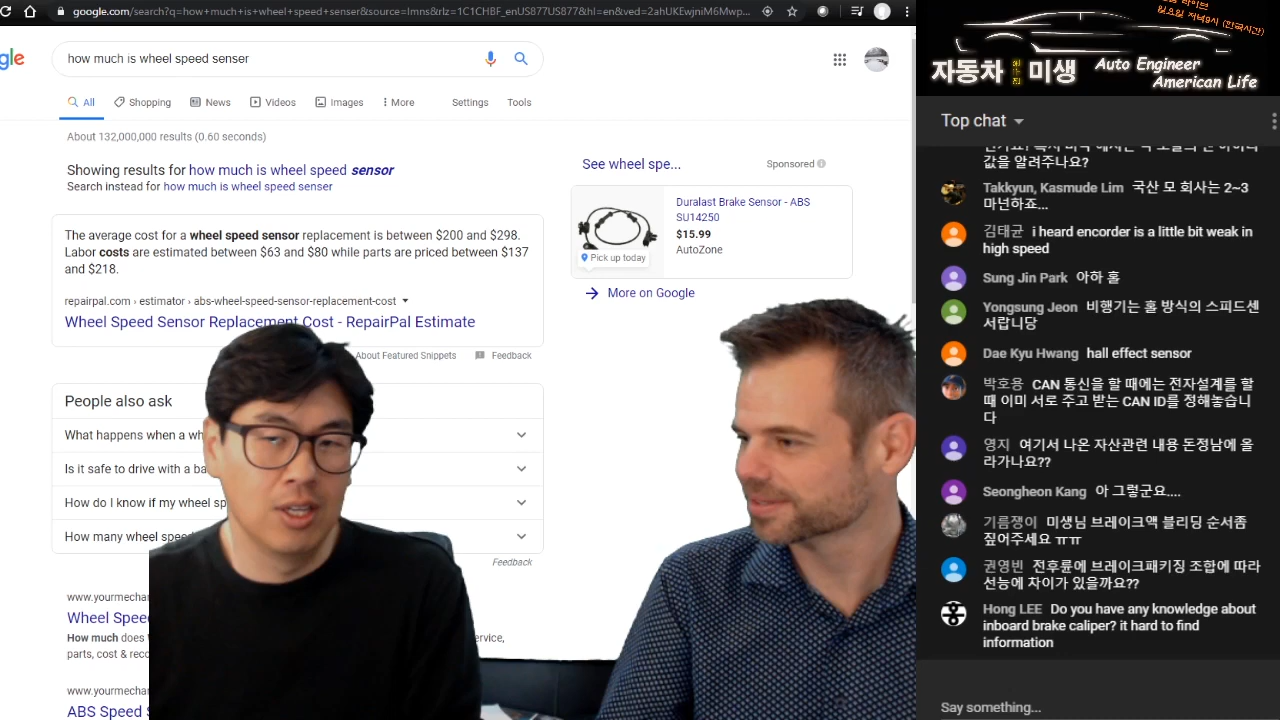 google.com/search?q=how+much+is+wheel+speed+senser&source=lmns&rlz=1C1CHBF_enUS877US877&hl=en&ved=2ahUKEwjniM6Mwp...
gle
how much is wheel speed senser
All
Shopping
News
Videos
Images
More
Settings
Tools
About 132,000,000 results (0.60 seconds)
Showing results for how much is wheel speed sensor
Search instead for how much is wheel speed senser
The average cost for a wheel speed sensor replacement is between $200 and $298.
Labor costs are estimated between $63 and $80 while parts are priced between $137
and $218.
repairpal.com › estimator › abs-wheel-speed-sensor-replacement-cost
Wheel Speed Sensor Replacement Cost - RepairPal Estimate
About Featured Snippets
Feedback
People also ask
What happens when a wh
Is it safe to drive with a ba
How do I know if my wheel sp
How many wheel speed
Feedback
www.yourmecha
Wheel Spee
How much does
ervice,
parts, cost & reco
www.yourmechar
ABS Speed S
See wheel spe...
Sponsored
Duralast Brake Sensor - ABS
SU14250
$15.99
AutoZone
Pick up today
More on Google
일요일 저녁9시 (한국시간)
자동차
미생
Auto Engineer
American Life
Top chat
값을 알려주나요?
Takkyun, Kasmude Lim 국산 모 회사는 2~3
마넌하죠...
김태균 i heard encorder is a little bit weak in
high speed
Sung Jin Park 아하 홀
Yongsung Jeon 비행기는 홀 방식의 스피드센
서랍니당
Dae Kyu Hwang hall effect sensor
박호용 CAN 통신을 할 때에는 전자설계를 할
때 이미 서로 주고 받는 CAN ID를 정해놓습니
다
영지 여기서 나온 자산관련 내용 돈정남에 올
라가나요??
Seongheon Kang 아 그렇군요....
기름쟁이 미생님 브레이크액 블리딩 순서좀
짚어주세요 ㅠㅠ
권영빈 전후륜에 브레이크패키징 조합에 따라
선능에 차이가 있을까요??
Hong LEE Do you have any knowledge about
inboard brake caliper? it hard to find
information
Say something...